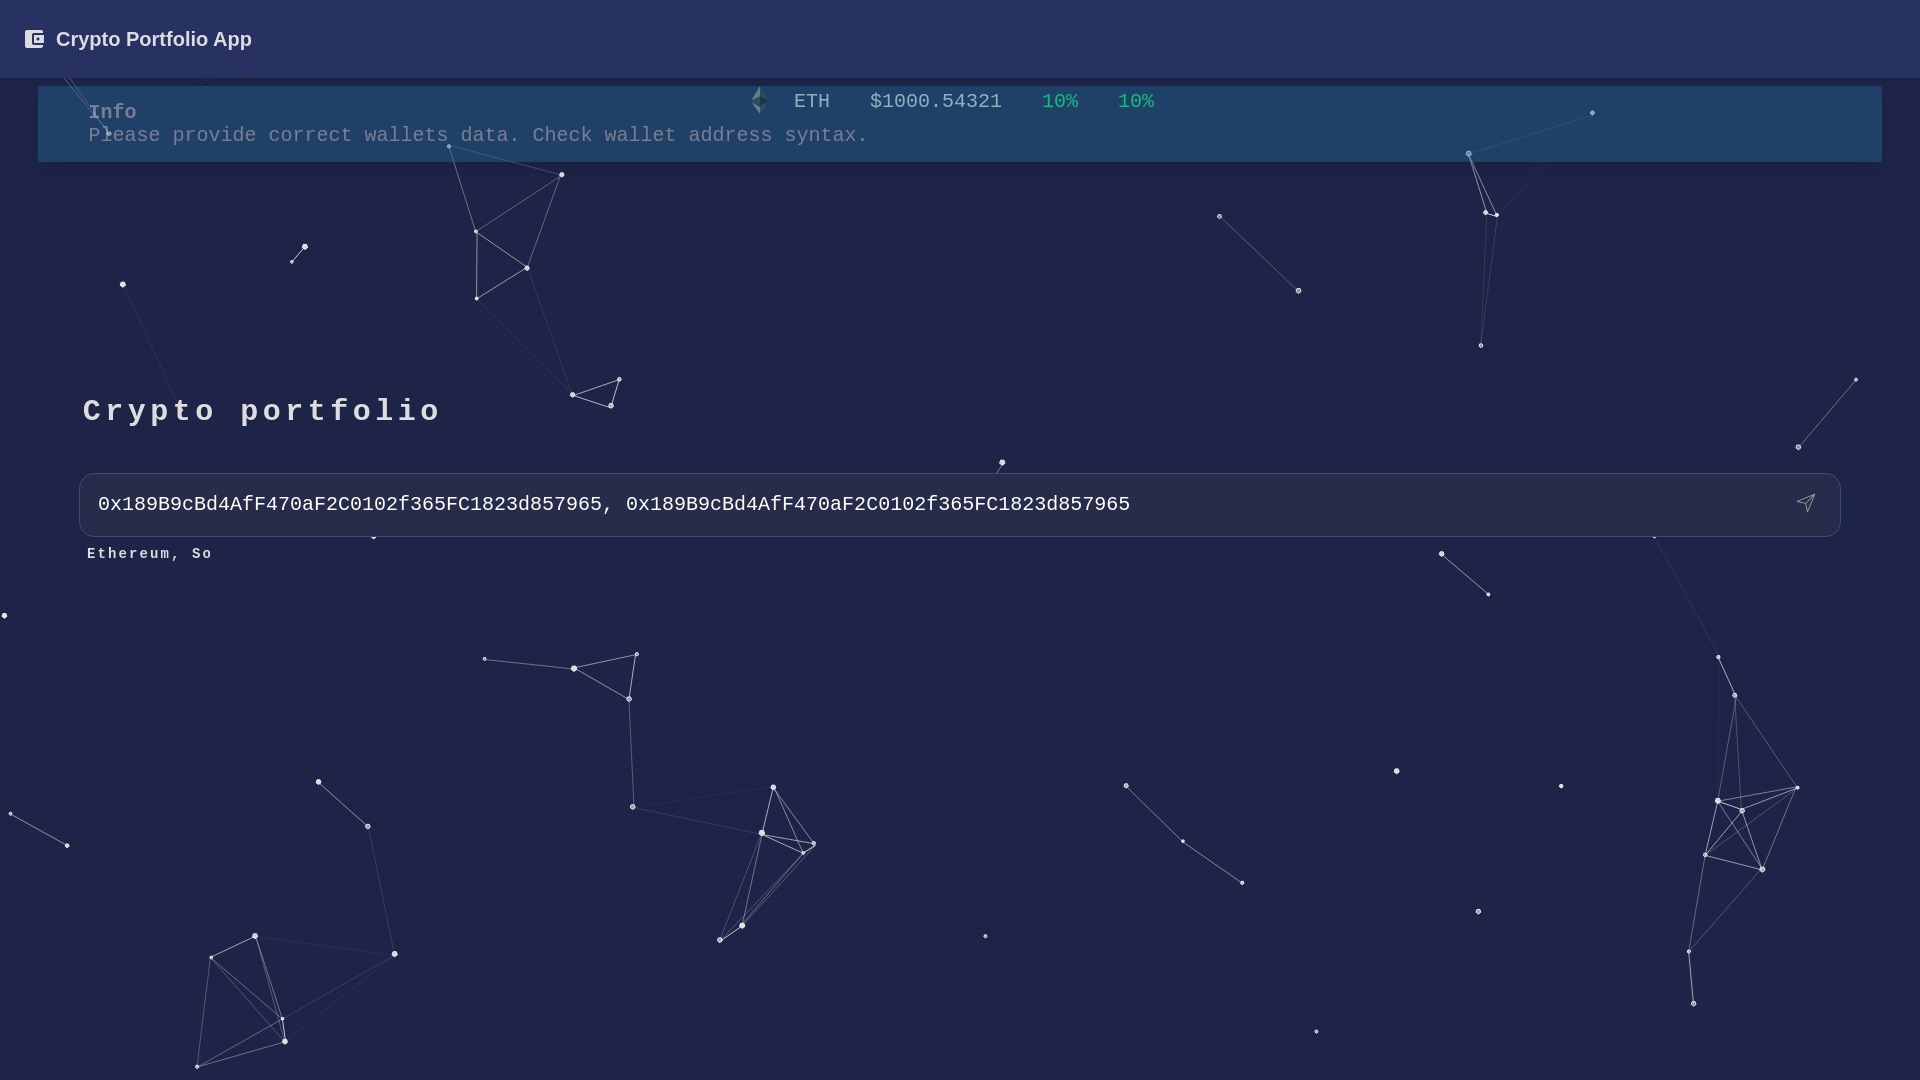 Crypto Portfolio App
ETH $1000.54321 10% 10%
Info
Please provide correct wallets data. Check wallet address syntax.
Crypto portfolio
0x189B9cBd4AfF470aF2C0102f365FC1823d857965, 0x189B9cBd4AfF470aF2C0102f365FC1823d857965
Ethereum, So